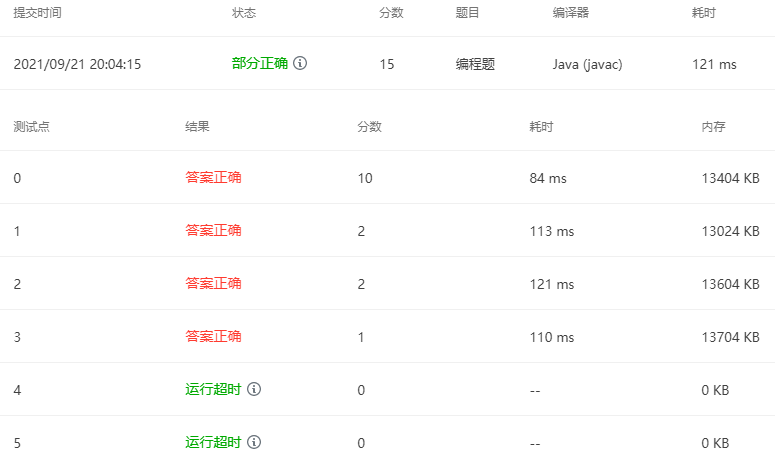 提交时间 状态 分数 题目 编译器 耗时
2021/09/21 20:04:15 部分正确 15 编程题 Java (javac) 121 ms
测试点 结果 分数 耗时 内存
0 答案正确 10 84 ms 13404 KB
1 答案正确 2 113 ms 13024 KB
2 答案正确 2 121 ms 13604 KB
3 答案正确 1 110 ms 13704 KB
4 运行超时 0 -- 0 KB
5 运行超时 0 -- 0 KB